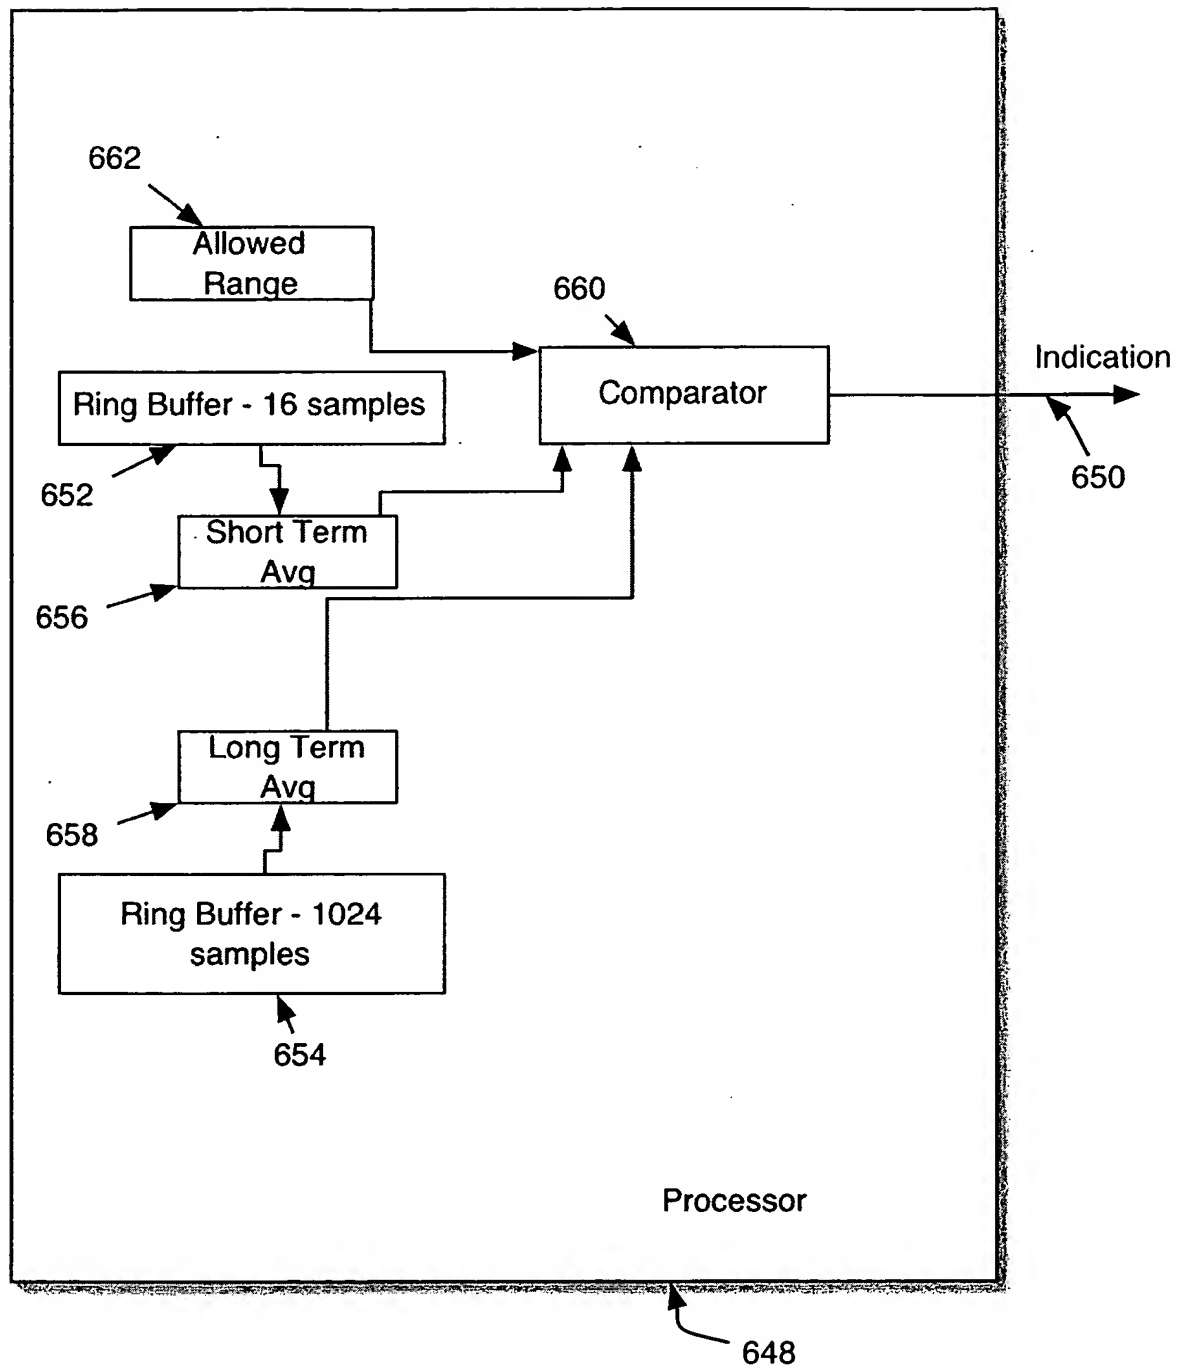 662
Allowed
Range
660
Comparator
Indication
650
Ring Buffer - 16 samples
652
Short Term
Avg
656
Long Term
Avg
658
Ring Buffer - 1024
samples
654
Processor
648